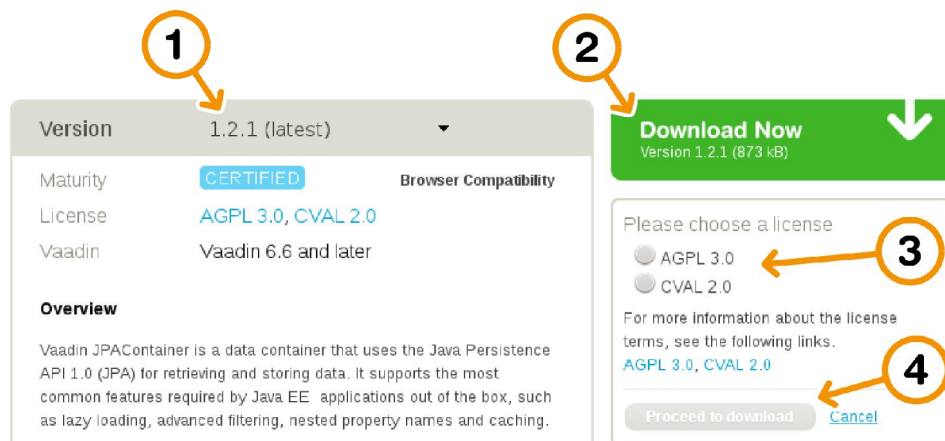 1
2
Version 1.2.1 (latest)
Maturity CERTIFIED Browser Compatibility
License AGPL 3.0, CVAL 2.0
Vaadin Vaadin 6.6 and later
Overview
Vaadin JPAContainer is a data container that uses the Java Persistence
API 1.0 (JPA) for retrieving and storing data. It supports the most
common features required by Java EE applications out of the box, such
as lazy loading, advanced filtering, nested property names and caching.
Download Now
Version 1.2.1 (873 kB)
Please choose a license
3
AGPL 3.0
CVAL 2.0
For more information about the license
terms, see the following links.
AGPL 3.0, CVAL 2.0
4
Proceed to download Cancel